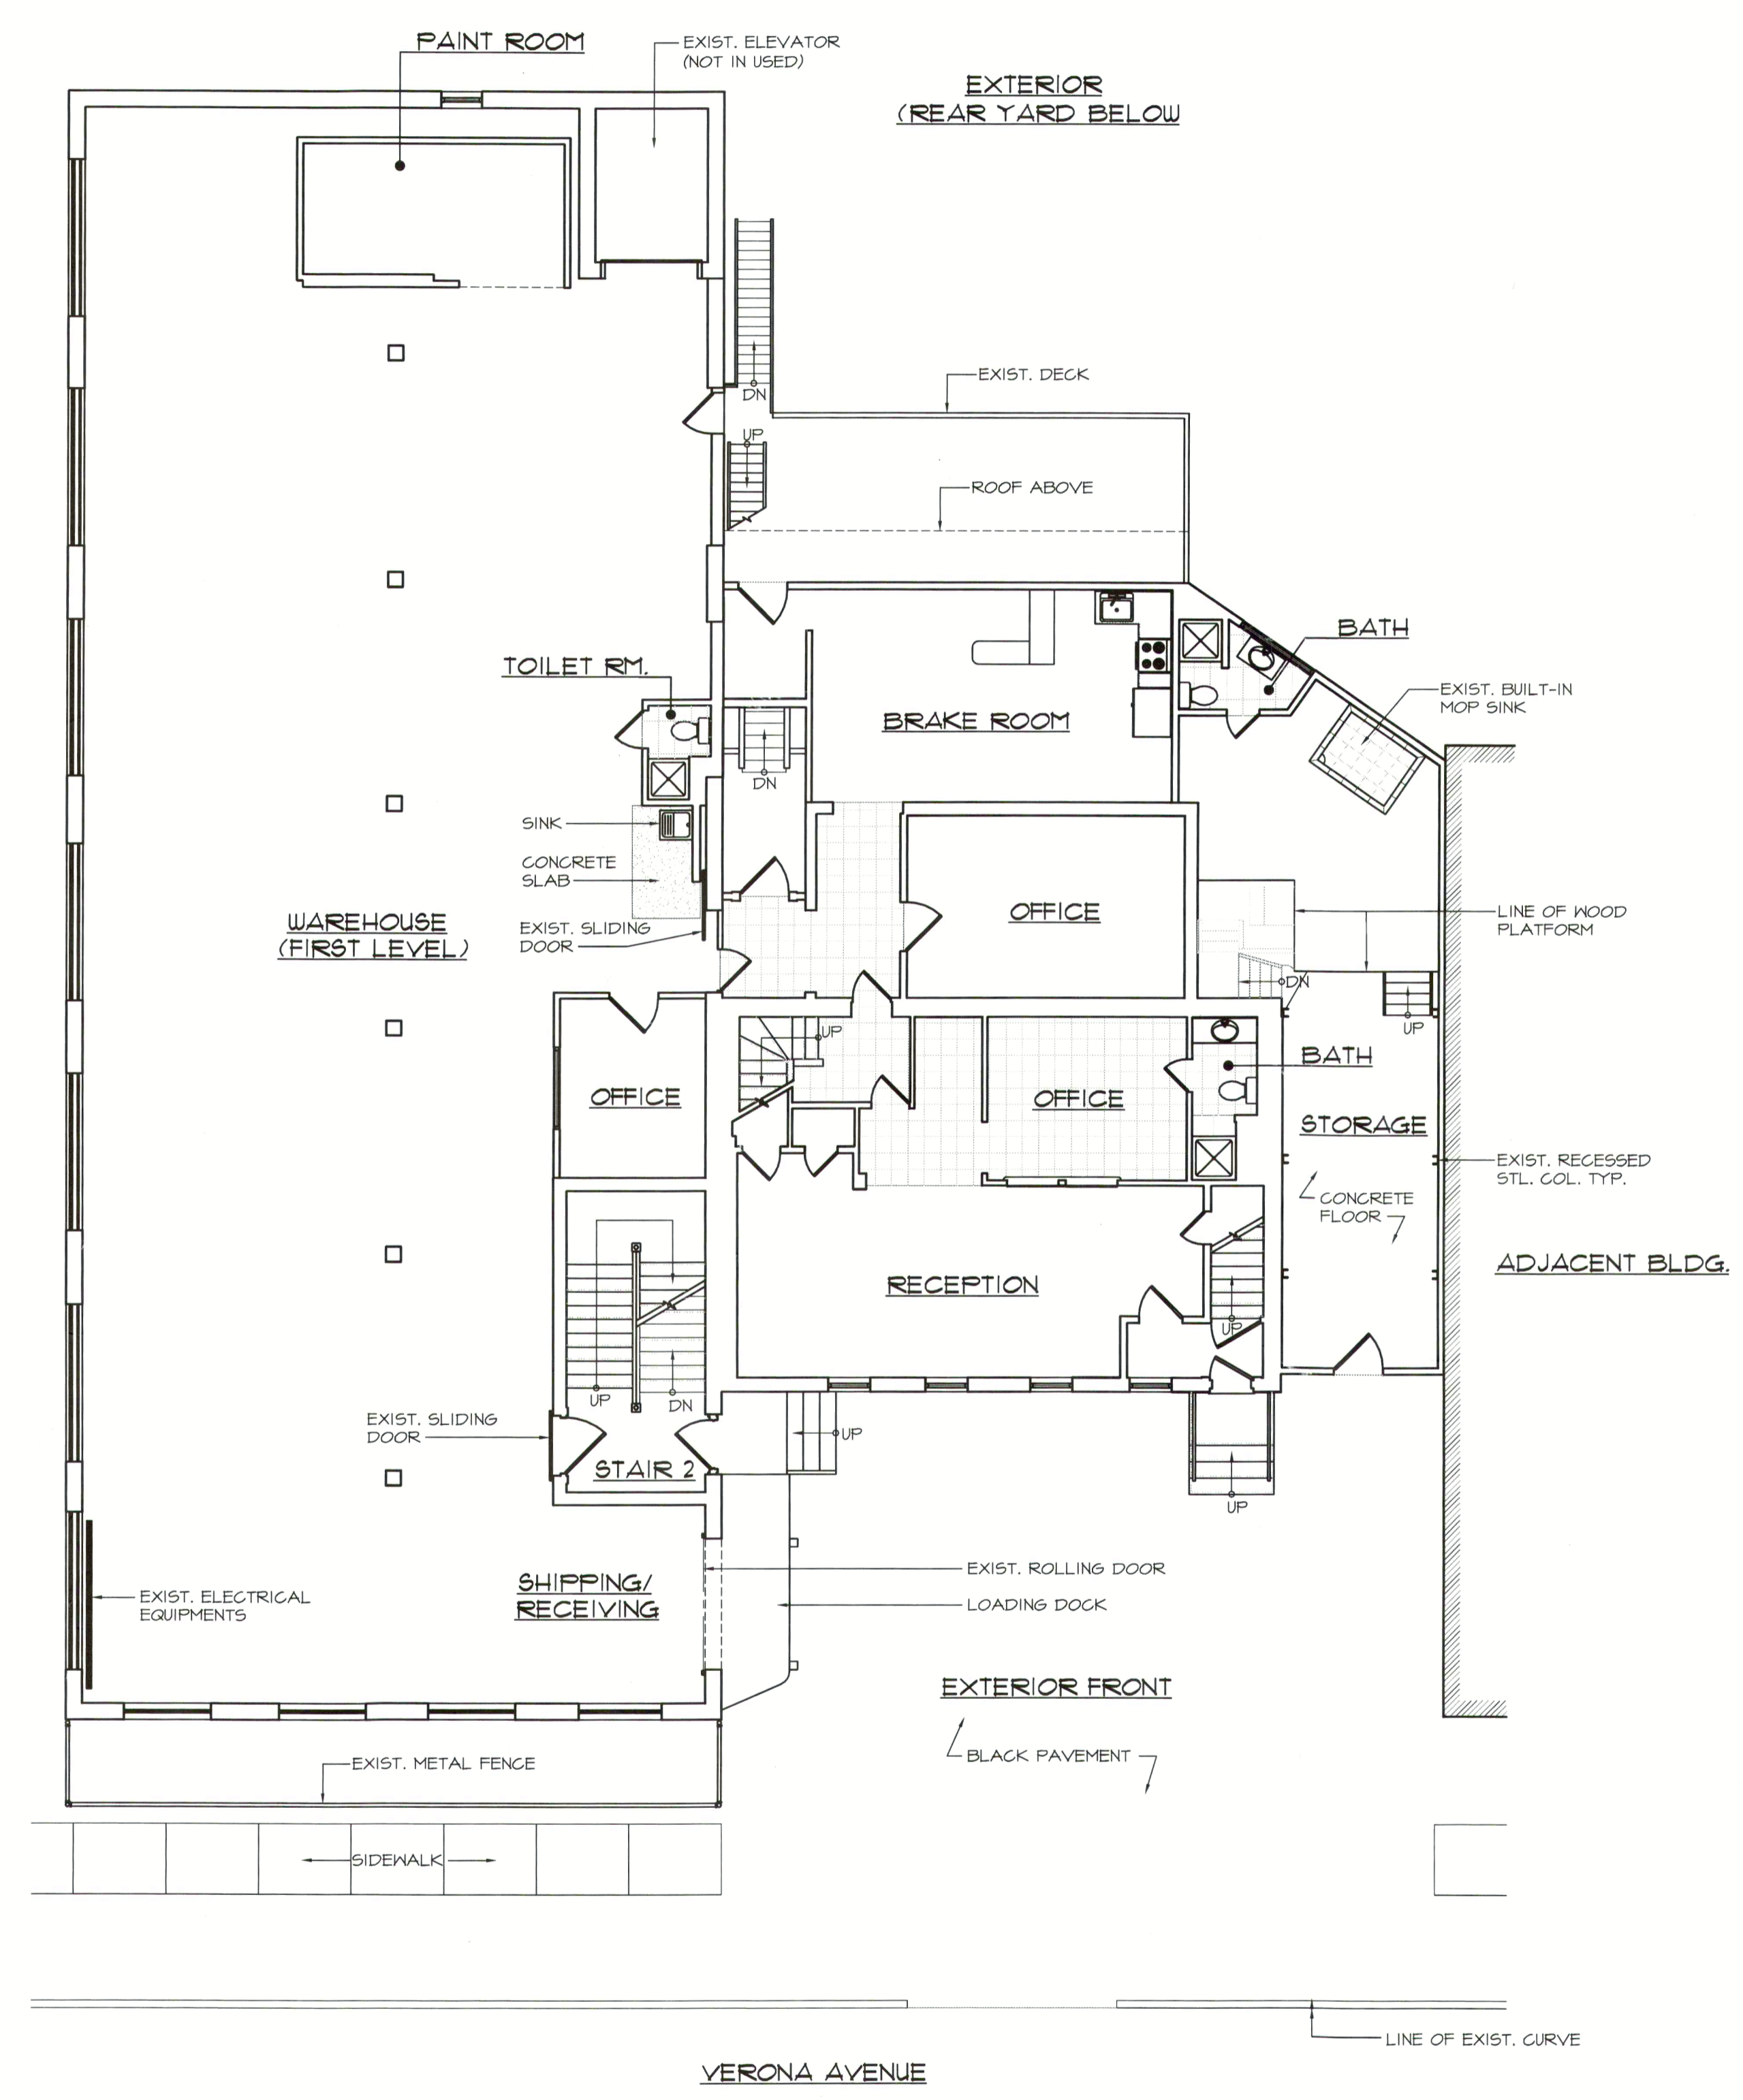 PAINT ROOM
EXIST. ELEVATOR
(NOT IN USED)
EXTERIOR
(REAR YARD BELOW
DN
EXIST. DECK
UP
ROOF ABOVE
TOILET RM.
BATH
EXIST. BUILT-IN
MOP SINK
BRAKE ROOM
DN
SINK
CONCRETE
SLAB
WAREHOUSE
(FIRST LEVEL)
EXIST. SLIDING
DOOR
OFFICE
LINE OF WOOD
PLATFORM
DN
UP
UP
BATH
OFFICE
OFFICE
STORAGE
EXIST. RECESSED
STL. COL. TYP.
CONCRETE
FLOOR
ADJACENT BLDG.
RECEPTION
UP
UP
DN
EXIST. SLIDING
DOOR
UP
STAIR 2
UP
EXIST. ROLLING DOOR
SHIPPING/
RECEIVING
LOADING DOCK
EXIST. ELECTRICAL
EQUIPMENTS
EXTERIOR FRONT
BLACK PAVEMENT
EXIST. METAL FENCE
SIDEWALK
LINE OF EXIST. CURVE
VERONA AVENUE